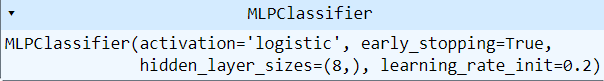 ▾ MLPClassifier
MLPClassifier(activation='logistic', early_stopping=True,
              hidden_layer_sizes=(8,), learning_rate_init=0.2)